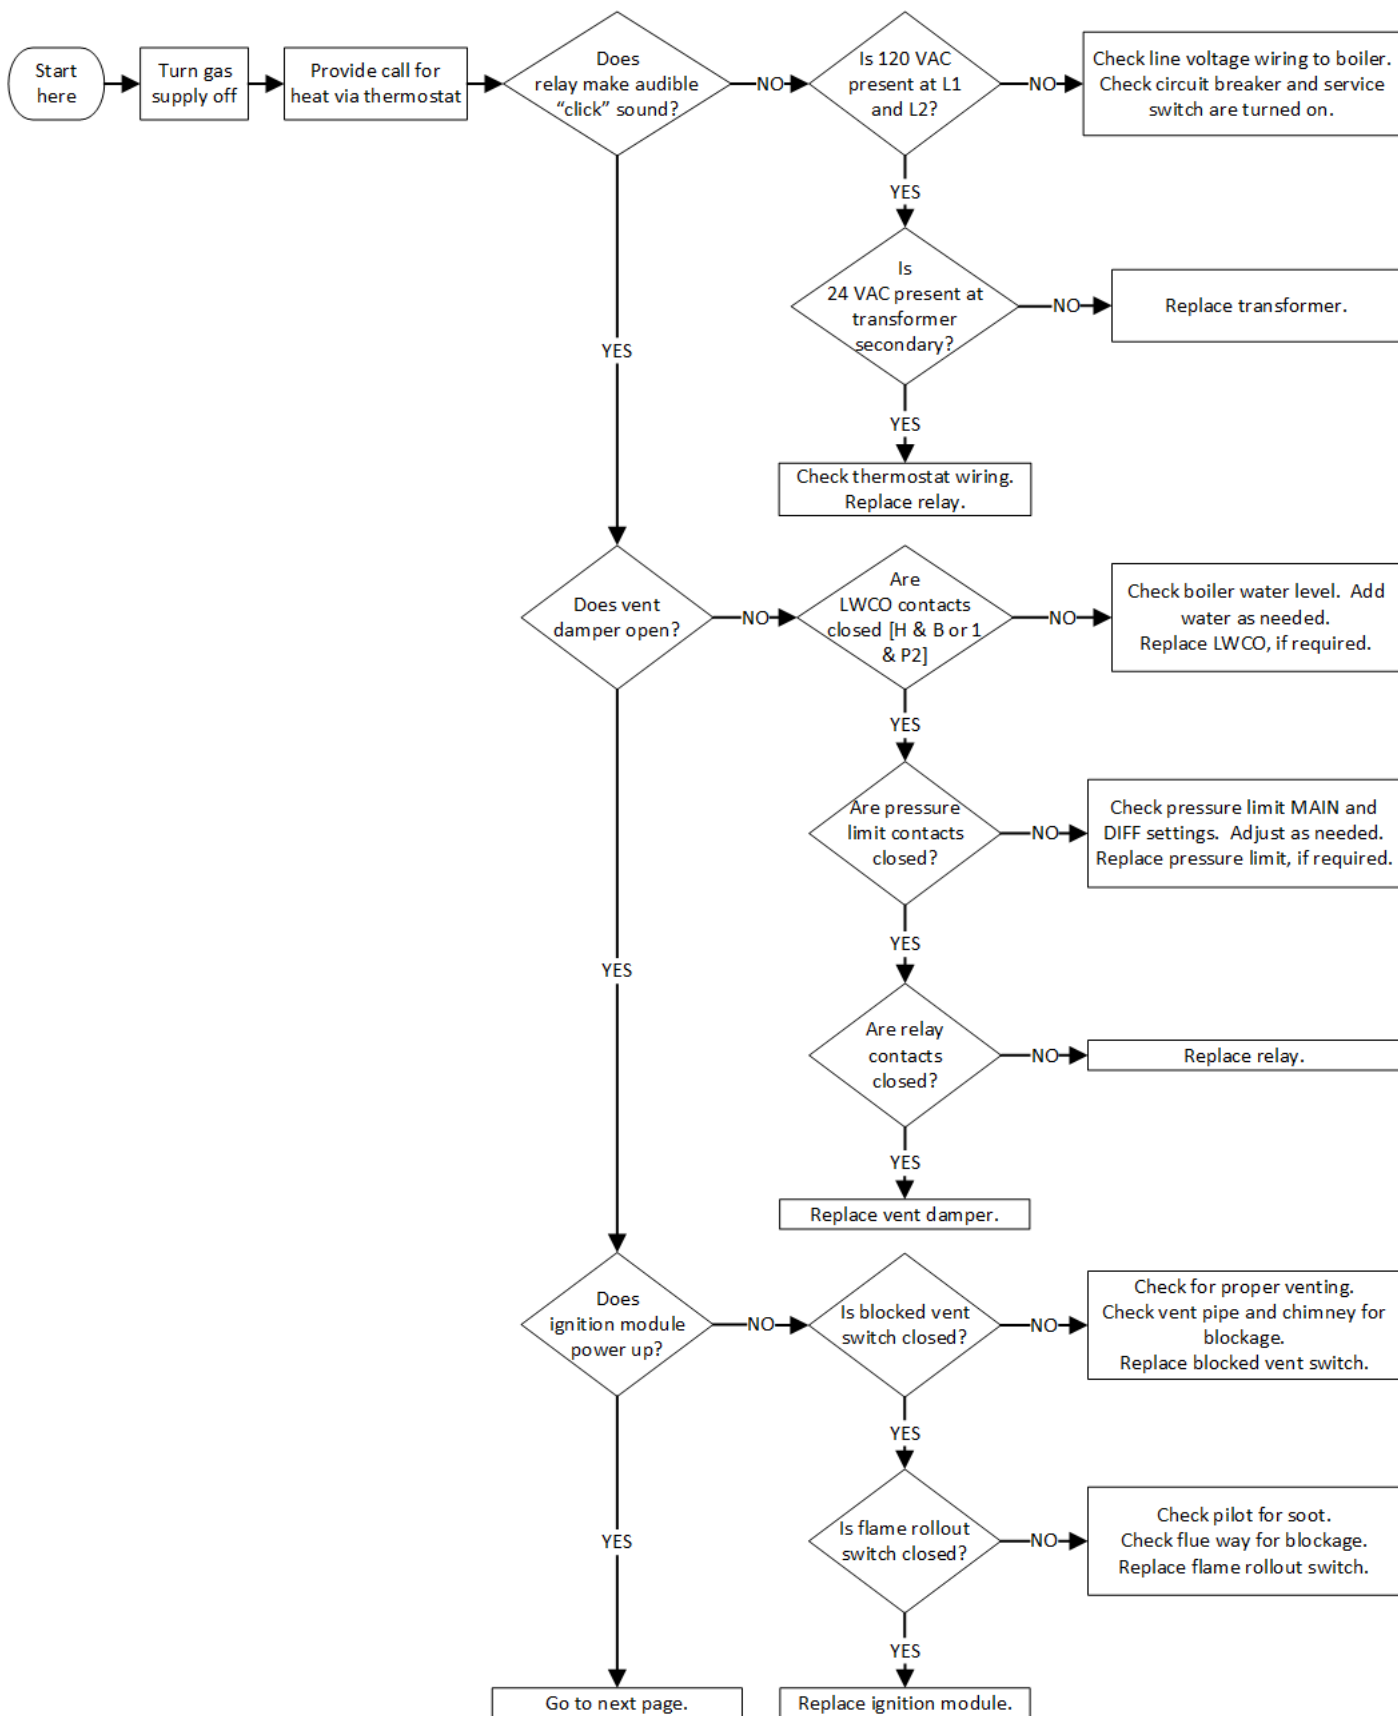 Start
here
Turn gas
supply off
Provide call for
heat via thermostat
Does
relay make audible
“click” sound?
NO
Is 120 VAC
present at L1
and L2?
NO
Check line voltage wiring to boiler.
Check circuit breaker and service
switch are turned on.
YES
Is
24 VAC present at
transformer
secondary?
NO
Replace transformer.
YES
YES
Check thermostat wiring.
Replace relay.
Does vent
damper open?
NO
Are
LWCO contacts
closed [H & B or 1
& P2]
NO
Check boiler water level.  Add
water as needed.
Replace LWCO, if required.
YES
Are pressure
limit contacts
closed?
NO
Check pressure limit MAIN and
DIFF settings.  Adjust as needed.
Replace pressure limit, if required.
YES
YES
Are relay
contacts
closed?
NO
Replace relay.
YES
Replace vent damper.
Does
ignition module
power up?
NO
Is blocked vent
switch closed?
NO
Check for proper venting.
Check vent pipe and chimney for
blockage.
Replace blocked vent switch.
YES
Is flame rollout
switch closed?
NO
Check pilot for soot.
Check flue way for blockage.
Replace flame rollout switch.
YES
YES
Go to next page.
Replace ignition module.